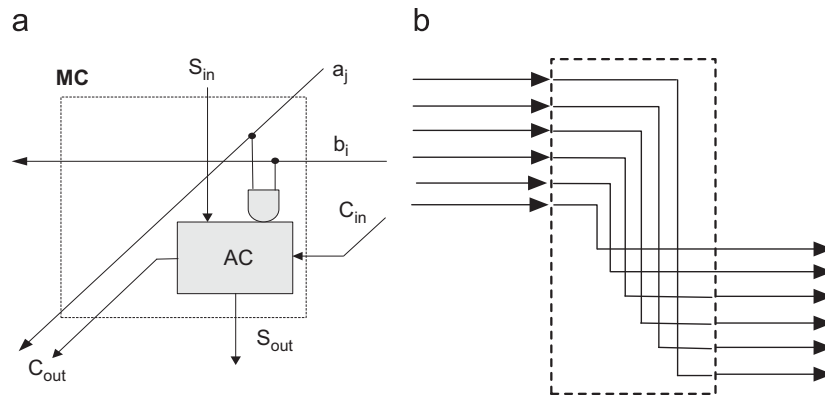 a
b
MC
S_in
a_j
b_i
C_in
AC
S_out
C_out